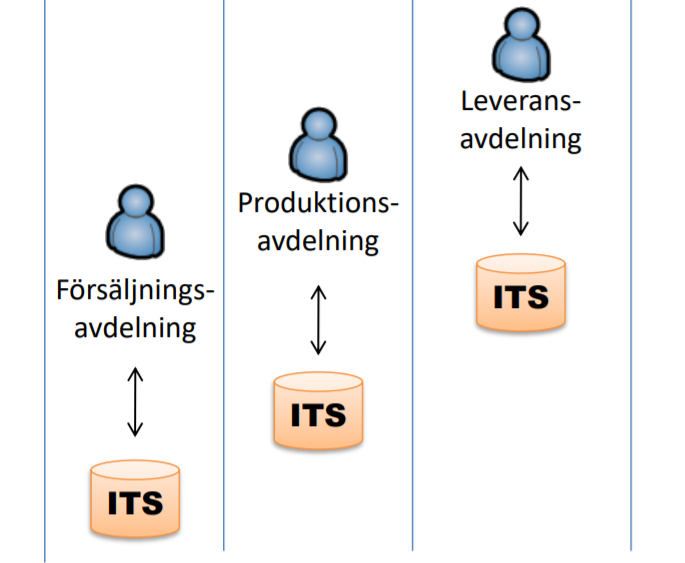 Försäljnings-
avdelning
ITS
Produktions-
avdelning
ITS
Leverans-
avdelning
ITS